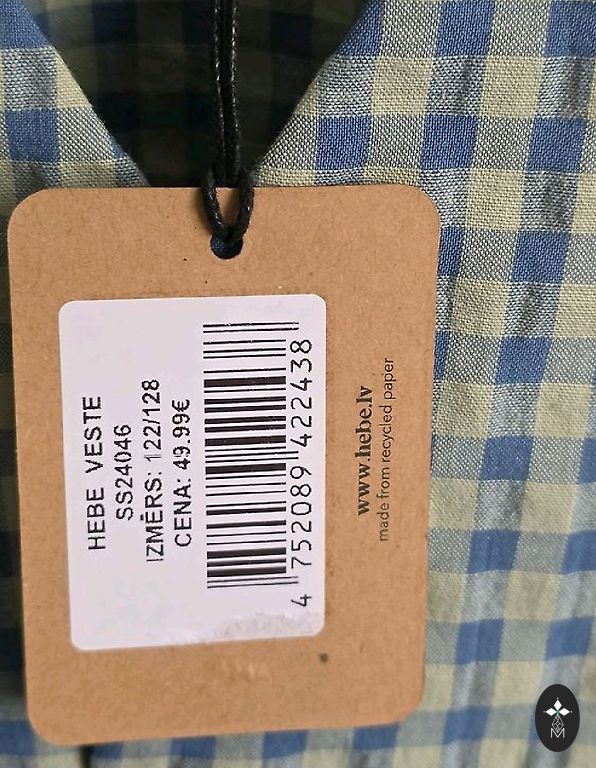 HEBE VESTE
SS24046
IZMĒRS: 122/128
CENA: 49.99€
4 752089 422438
www.hebe.lv
made from recycled paper
M